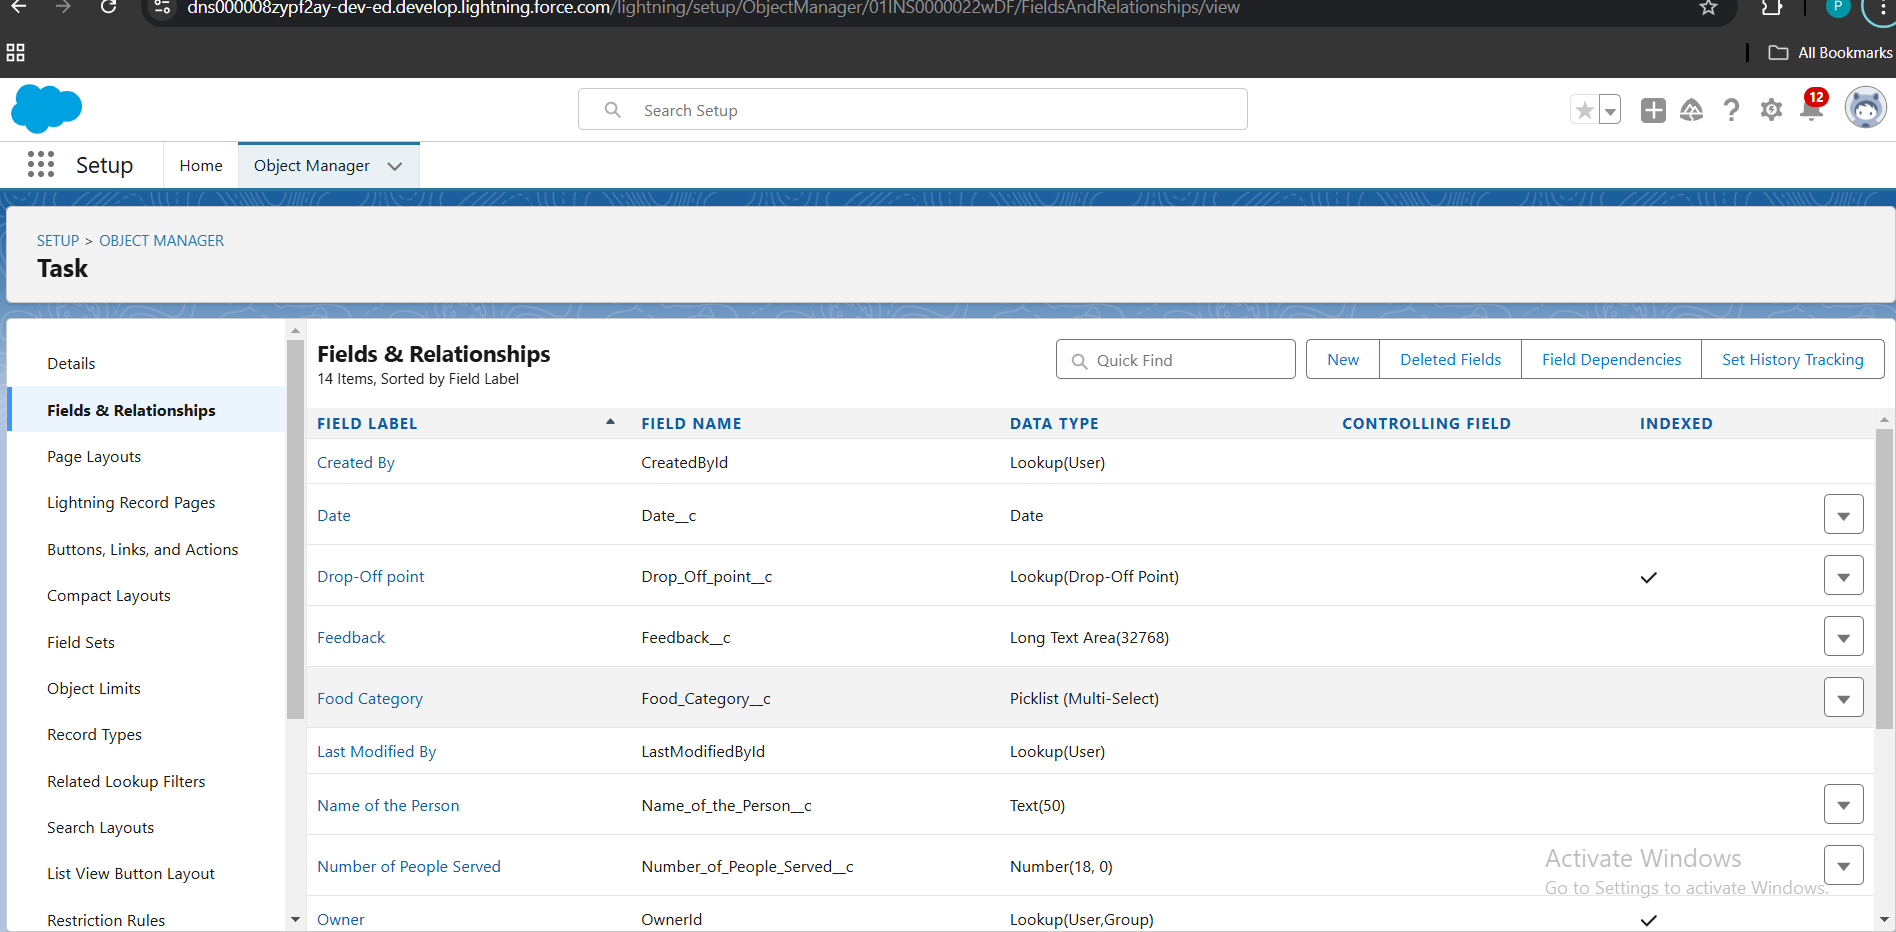 dns000008zypf2ay-dev-ed.develop.lightning.force.com/lightning/setup/ObjectManager/01INS0000022wDF/FieldsAndRelationships/view
P
All Bookmarks
Search Setup
12
Setup
Home
Object Manager
SETUP > OBJECT MANAGER
Task
Details
Fields & Relationships
Page Layouts
Lightning Record Pages
Buttons, Links, and Actions
Compact Layouts
Field Sets
Object Limits
Record Types
Related Lookup Filters
Search Layouts
List View Button Layout
Restriction Rules
Fields & Relationships
14 Items, Sorted by Field Label
Quick Find
New
Deleted Fields
Field Dependencies
Set History Tracking
FIELD LABEL FIELD NAME DATA TYPE CONTROLLING FIELD INDEXED
Created By CreatedById Lookup(User)
Date Date__c Date
Drop-Off point Drop_Off_point__c Lookup(Drop-Off Point)
Feedback Feedback__c Long Text Area(32768)
Food Category Food_Category__c Picklist (Multi-Select)
Last Modified By LastModifiedById Lookup(User)
Name of the Person Name_of_the_Person__c Text(50)
Number of People Served Number_of_People_Served__c Number(18, 0)
Owner OwnerId Lookup(User,Group)
Activate Windows
Go to Settings to activate Windows.